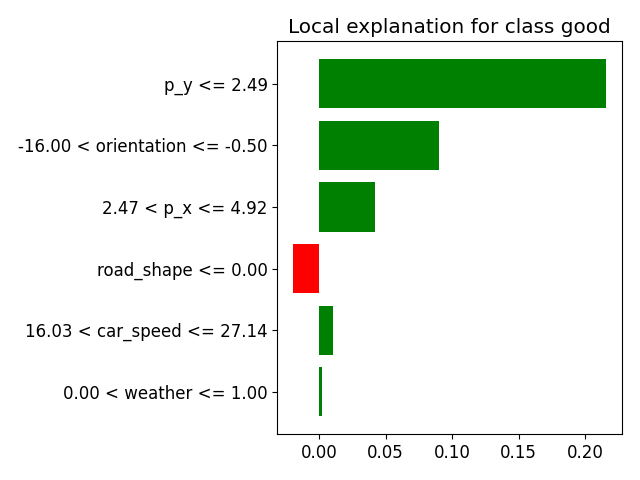 Local explanation for class good
p_y <= 2.49
-16.00 < orientation <= -0.50
2.47 < p_x <= 4.92
road_shape <= 0.00
16.03 < car_speed <= 27.14
0.00 < weather <= 1.00
0.00 0.05 0.10 0.15 0.20